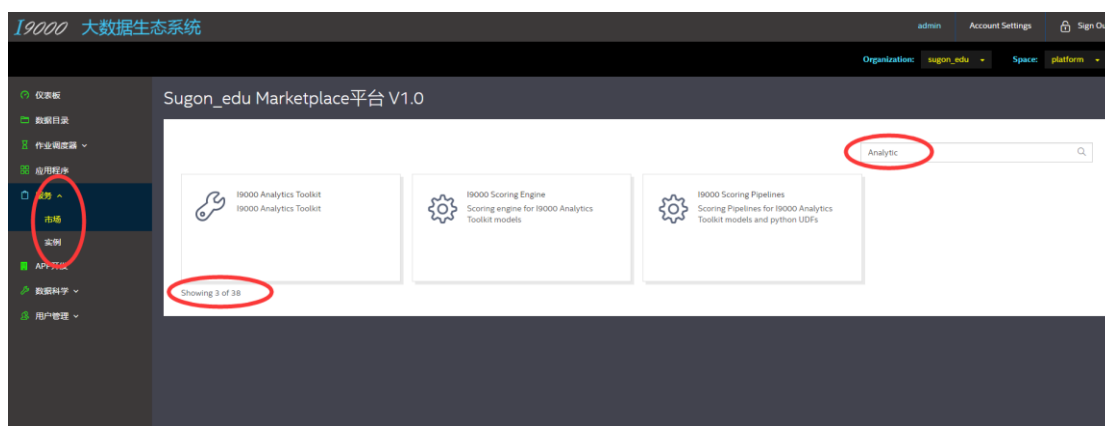 I9000 大数据生态系统
admin Account Settings Sign Ou
Organization: sugon_edu Space: platform
仪表板
数据目录
作业调度器
应用程序
服务
市场
实例
APP开发
数据科学
用户管理
Sugon_edu Marketplace平台 V1.0
Analytic
I9000 Analytics Toolkit
I9000 Analytics Toolkit
I9000 Scoring Engine
Scoring engine for I9000 Analytics
Toolkit models
I9000 Scoring Pipelines
Scoring Pipelines for I9000 Analytics
Toolkit models and python UDFs
Showing 3 of 38